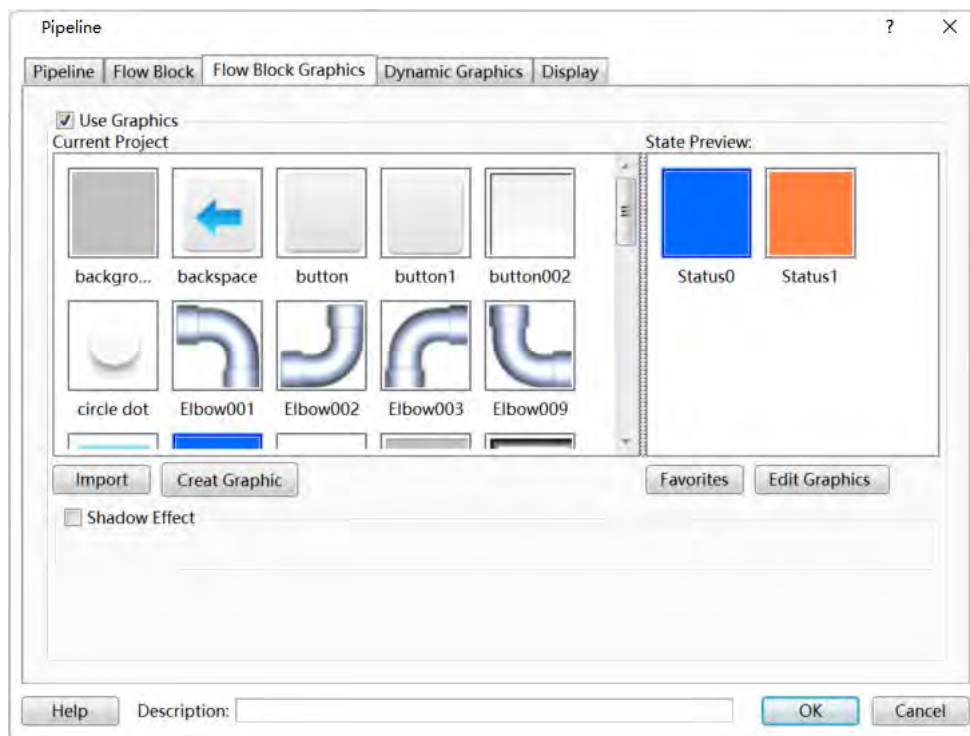 Pipeline
?
Pipeline Flow Block Flow Block Graphics Dynamic Graphics Display
Use Graphics
Current Project
State Preview:
backgro... backspace button button1 button002
Status0 Status1
circle dot Elbow001 Elbow002 Elbow003 Elbow009
Import Creat Graphic
Favorites Edit Graphics
Shadow Effect
Help Description: OK Cancel